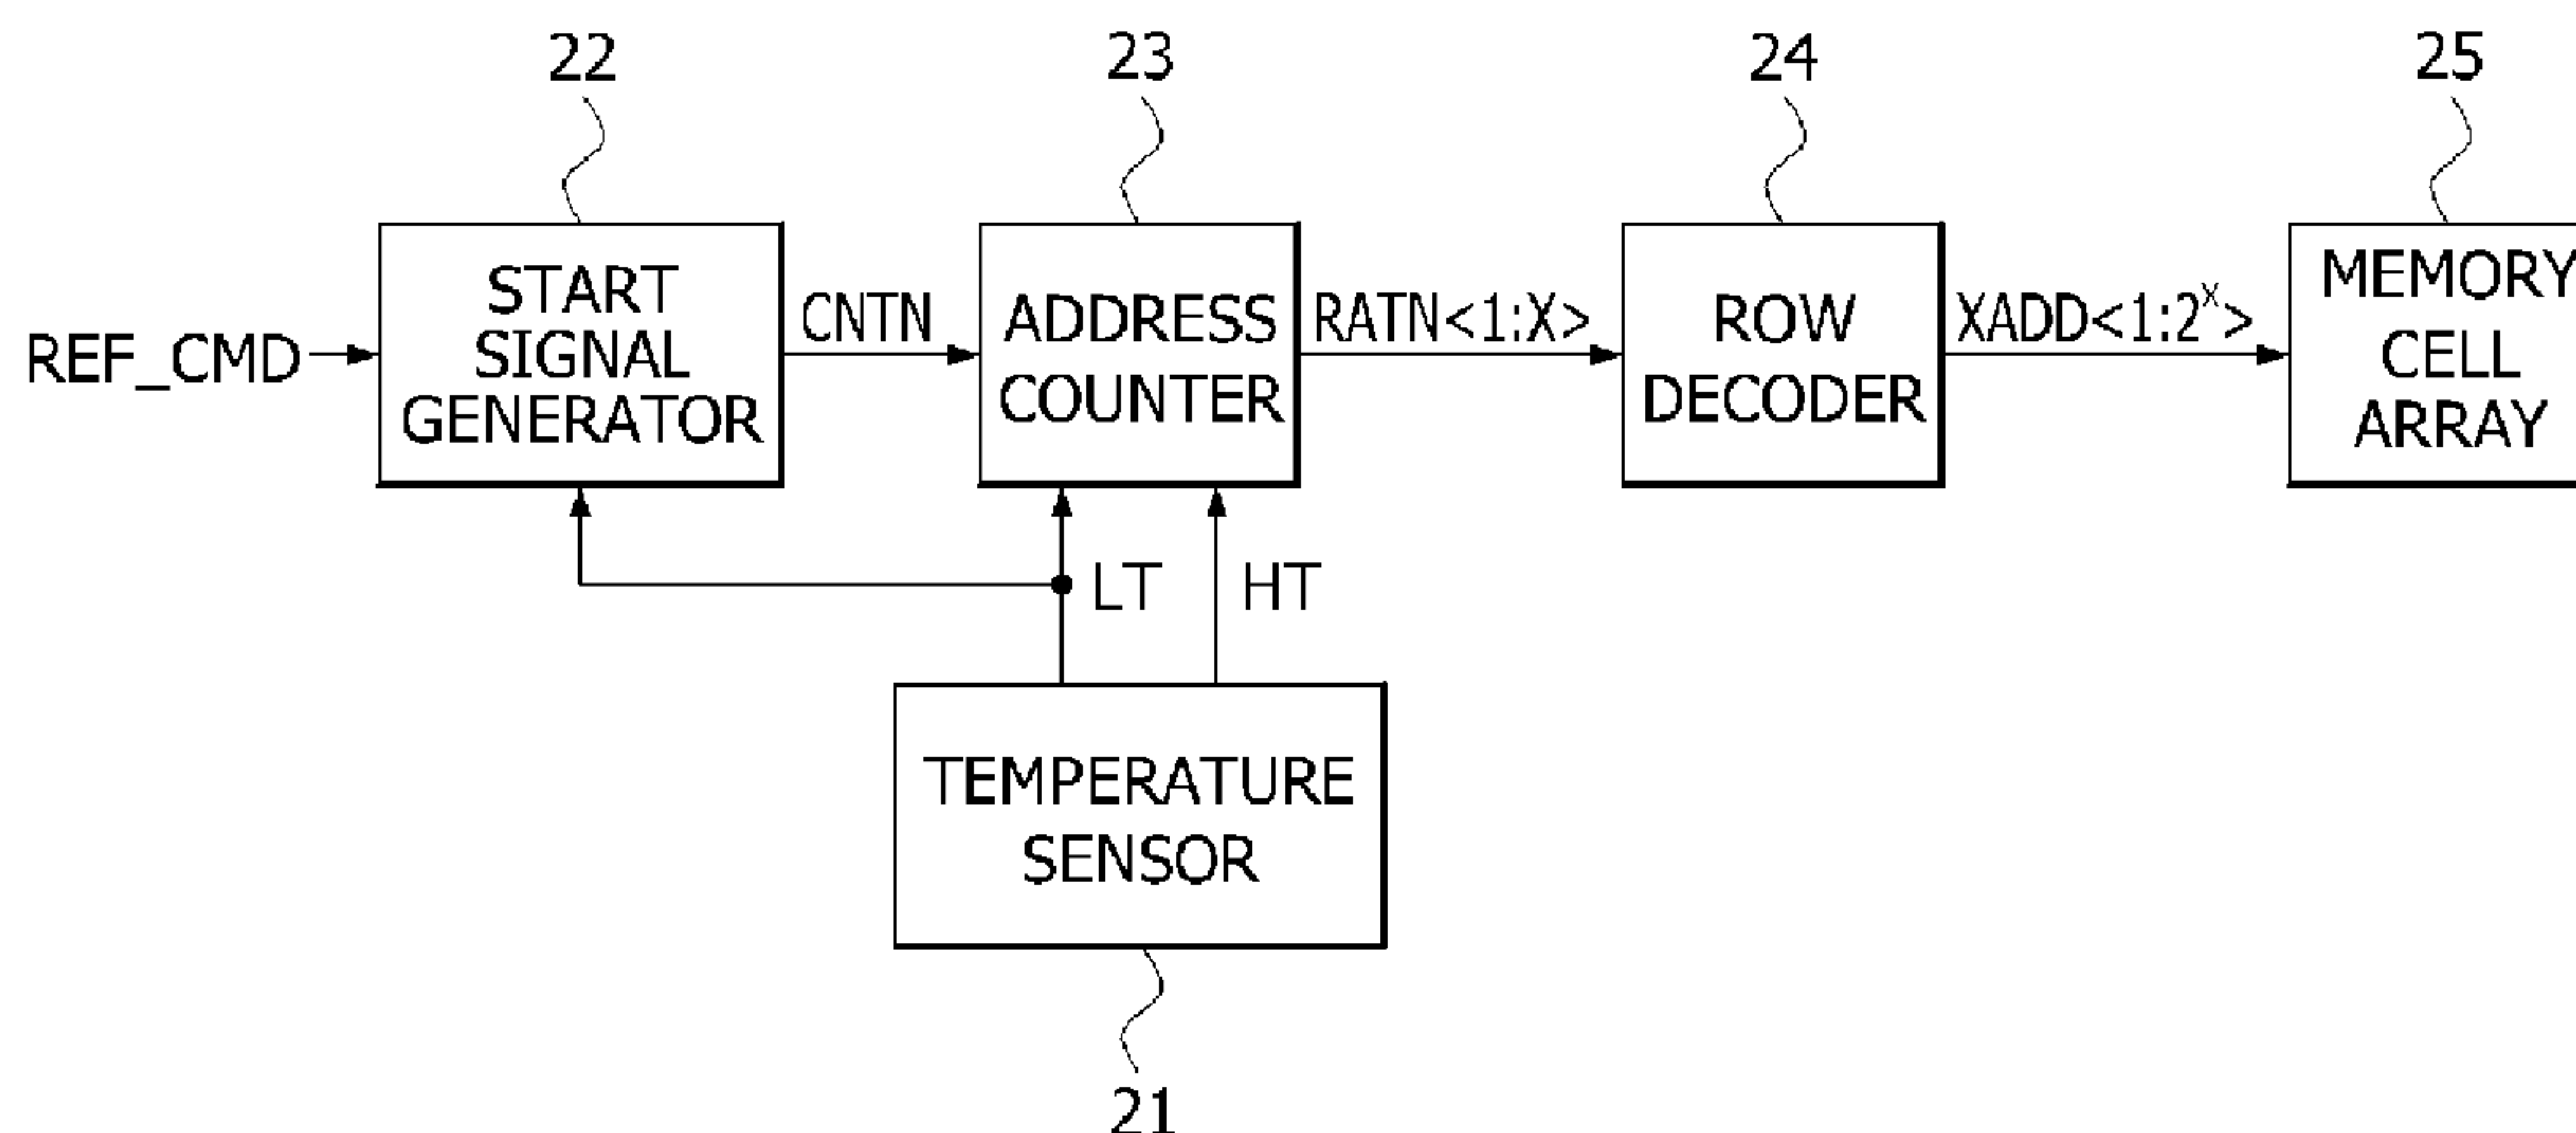 22
23
24
25
REF_CMD
START
SIGNAL
GENERATOR
CNTN
ADDRESS
COUNTER
RATN<1:X>
ROW
DECODER
XADD<1:2^x>
MEMORY
CELL
ARRAY
LT
HT
TEMPERATURE
SENSOR
21